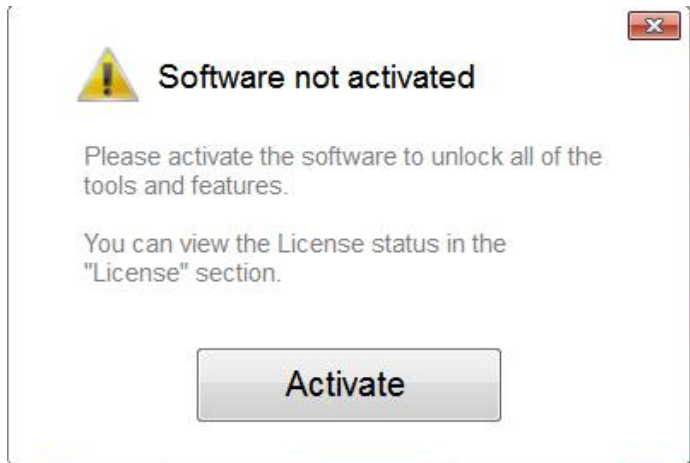 Software not activated
Please activate the software to unlock all of the
tools and features.
You can view the License status in the
"License" section.
Activate